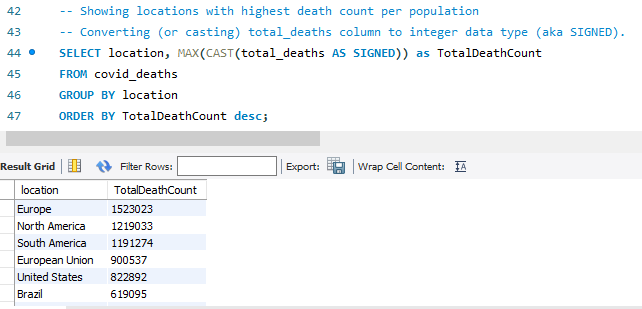 42 -- Showing locations with highest death count per population
43 -- Converting (or casting) total_deaths column to integer data type (aka SIGNED).
44 SELECT location, MAX(CAST(total_deaths AS SIGNED)) as TotalDeathCount
45 FROM covid_deaths
46 GROUP BY location
47 ORDER BY TotalDeathCount desc;
Result Grid Filter Rows: Export: Wrap Cell Content: IA
location TotalDeathCount
Europe 1523023
North America 1219033
South America 1191274
European Union 900537
United States 822892
Brazil 619095